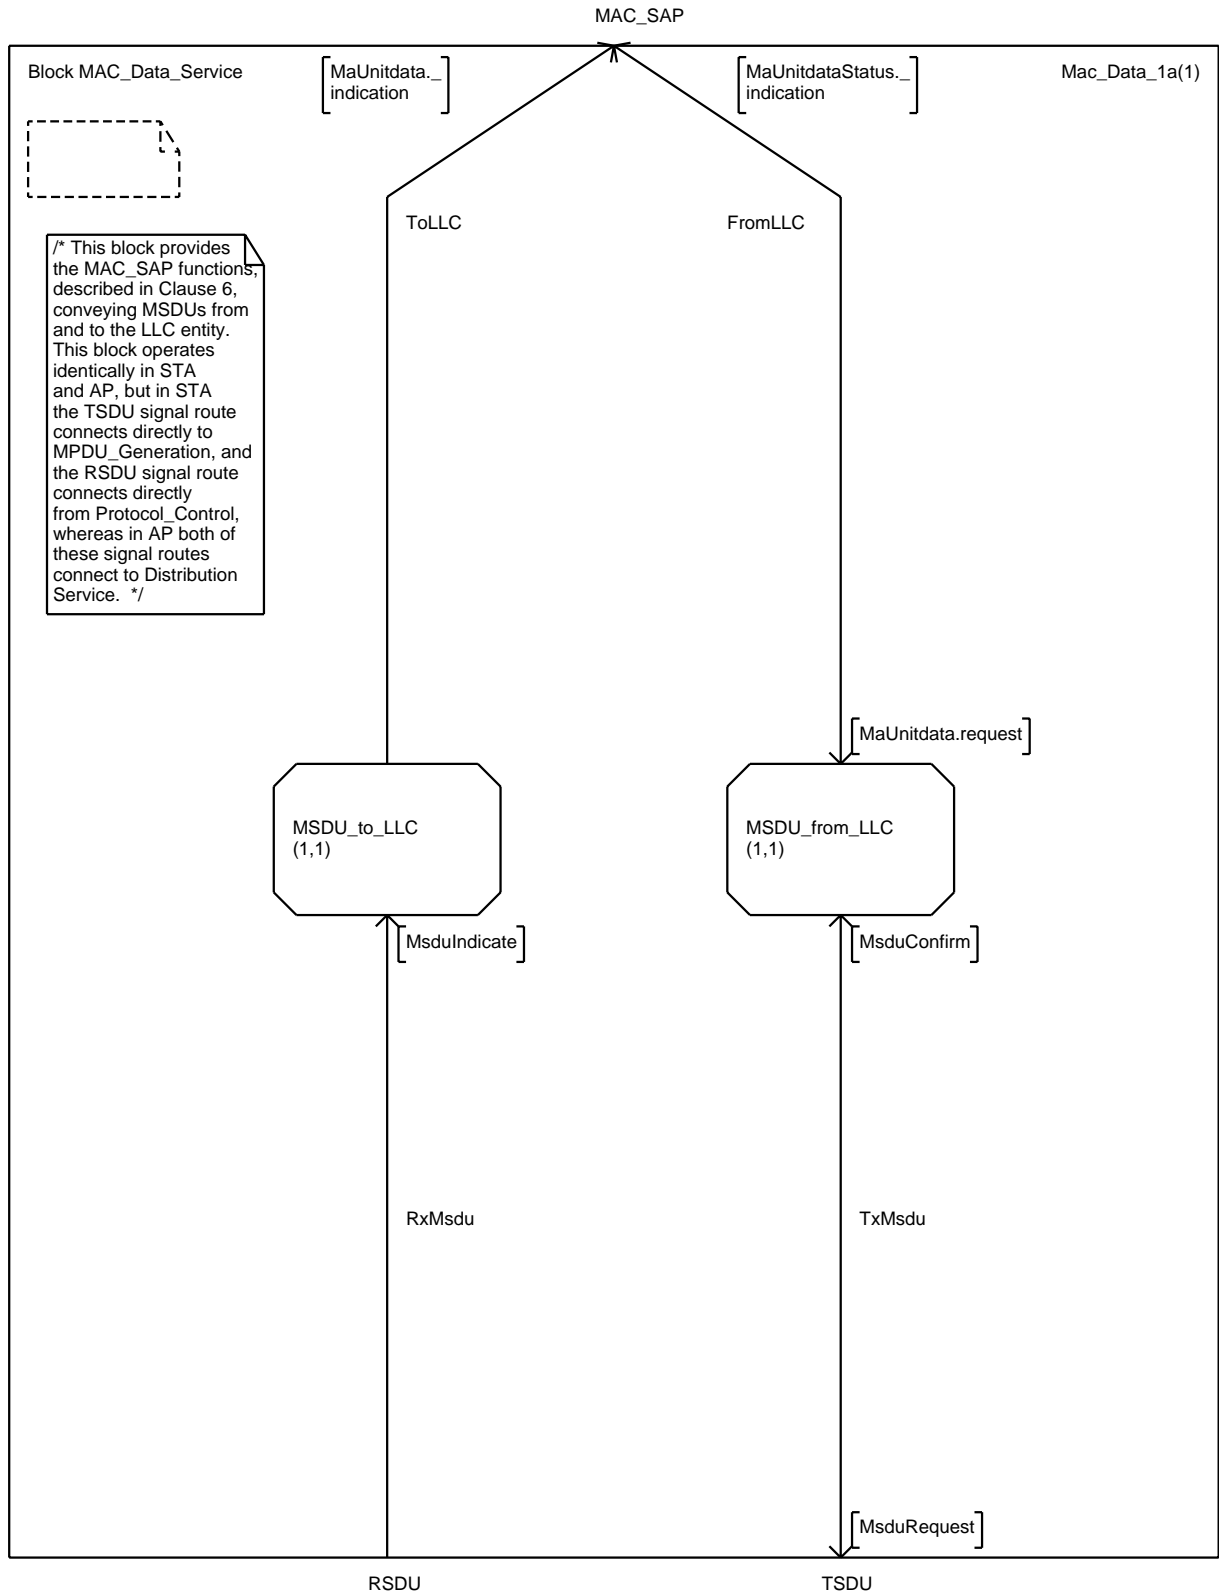 MAC_SAP
Block MAC_Data_Service
MaUnitdata._
indication
MaUnitdataStatus._
indication
Mac_Data_1a(1)
ToLLC
FromLLC
/* This block provides
the MAC_SAP functions,
described in Clause 6,
conveying MSDUs from
and to the LLC entity.
This block operates
identically in STA
and AP, but in STA
the TSDU signal route
connects directly to
MPDU_Generation, and
the RSDU signal route
connects directly
from Protocol_Control,
whereas in AP both of
these signal routes
connect to Distribution
Service.  */
MaUnitdata.request
MSDU_to_LLC
(1,1)
MSDU_from_LLC
(1,1)
MsduIndicate
MsduConfirm
RxMsdu
TxMsdu
MsduRequest
RSDU
TSDU